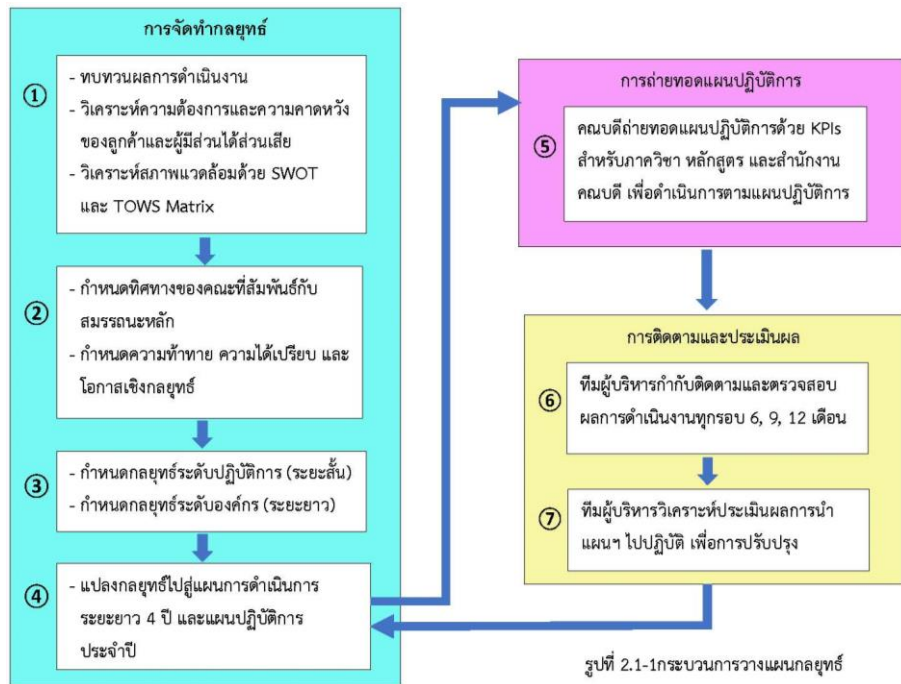 การจัดทำกลยุทธ์
①
- ทบทวนผลการดำเนินงาน
- วิเคราะห์ความต้องการและความคาดหวัง
ของลูกค้าและผู้มีส่วนได้ส่วนเสีย
- วิเคราะห์สภาพแวดล้อมด้วย SWOT
และ TOWS Matrix
②
- กำหนดทิศทางของคณะที่สัมพันธ์กับ
สมรรถนะหลัก
- กำหนดความท้าทาย ความได้เปรียบ และ
โอกาสเชิงกลยุทธ์
③
- กำหนดกลยุทธ์ระดับปฏิบัติการ (ระยะสั้น)
- กำหนดกลยุทธ์ระดับองค์กร (ระยะยาว)
④
- แปลงกลยุทธ์ไปสู่แผนการดำเนินการ
ระยะยาว 4 ปี และแผนปฏิบัติการ
ประจำปี
การถ่ายทอดแผนปฏิบัติการ
⑤
คณบดีถ่ายทอดแผนปฏิบัติการด้วย KPIs
สำหรับภาควิชา หลักสูตร และสำนักงาน
คณบดี เพื่อดำเนินการตามแผนปฏิบัติการ
การติดตามและประเมินผล
⑥
ทีมผู้บริหารกำกับติดตามและตรวจสอบ
ผลการดำเนินงานทุกรอบ 6, 9, 12 เดือน
⑦
ทีมผู้บริหารวิเคราะห์ประเมินผลการนำ
แผนฯ ไปปฏิบัติ เพื่อการปรับปรุง
รูปที่ 2.1-1กระบวนการวางแผนกลยุทธ์